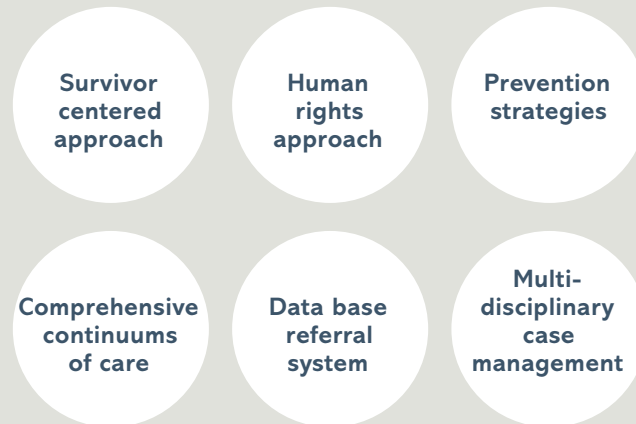 Survivor
centered
approach
Human
rights
approach
Prevention
strategies
Comprehensive
continuums
of care
Data base
referral
system
Multi-
disciplinary
case
management